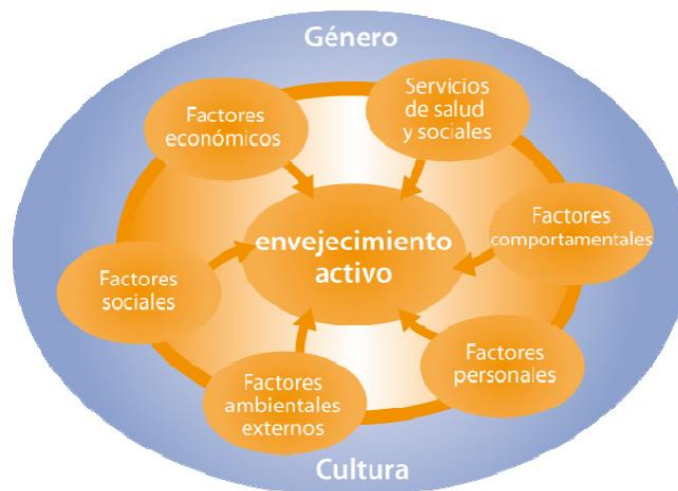 Género
Factores
económicos
Servicios
de salud
y sociales
Factores
comportamentales
envejecimiento
activo
Factores
sociales
Factores
personales
Factores
ambientales
externos
Cultura